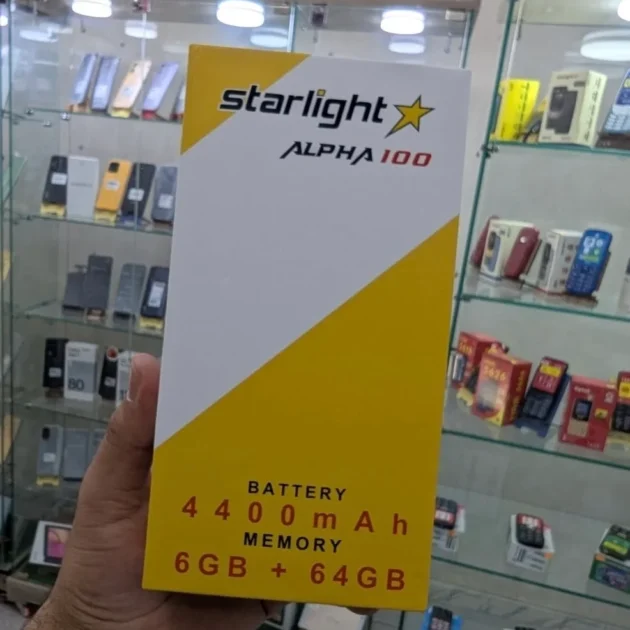 starlight
ALPHA 100
BATTERY
4400mAh
MEMORY
6GB + 64GB